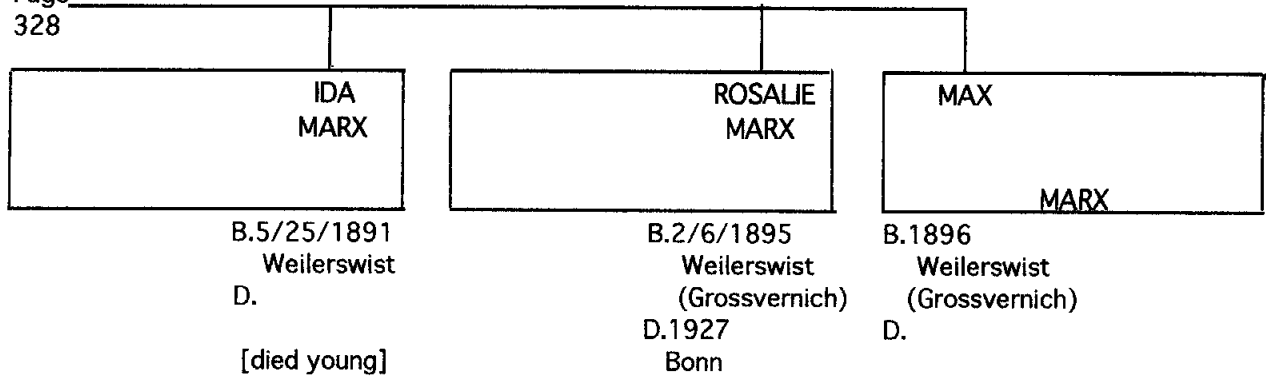 Page
328
IDA
MARX
B.5/25/1891
Weilerswist
D.
[died young]
ROSALIE
MARX
B.2/6/1895
Weilerswist
(Grossvernich)
D.1927
Bonn
MAX
MARX
B.1896
Weilerswist
(Grossvernich)
D.